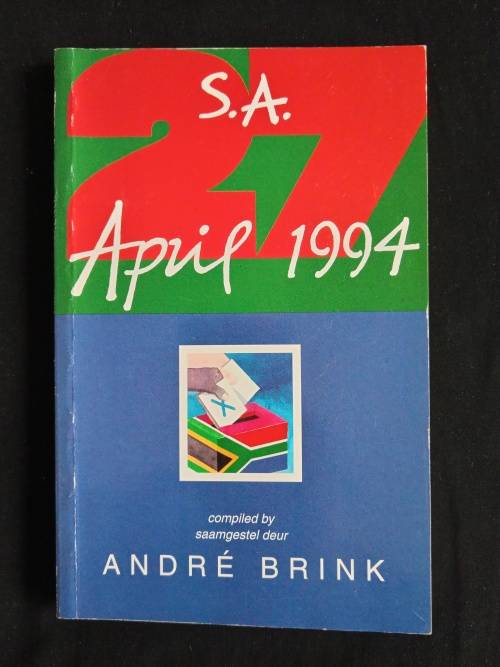 S.A.
27
April 1994
X
compiled by
saamgestel deur
ANDRÉ BRINK